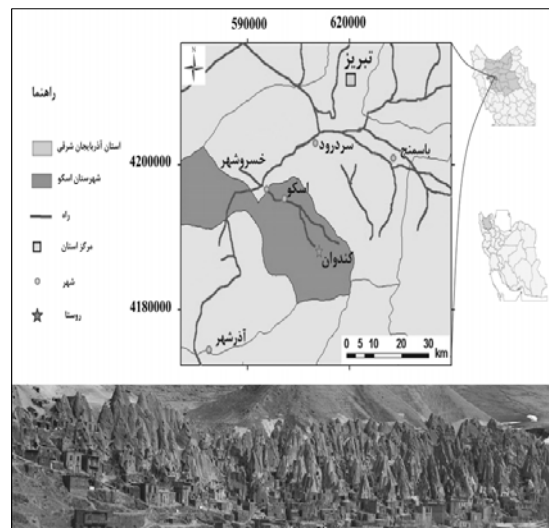 590000
620000
N
تبریز
راهنما
استان آذربایجان شرقی
شهرستان اسکو
راه
مرکز استان
شهر
روستا
4200000
4180000
سردرود
باسمنج
خسروشهر
اسکو
کندوان
آذرشهر
0 5 10 20 30
km